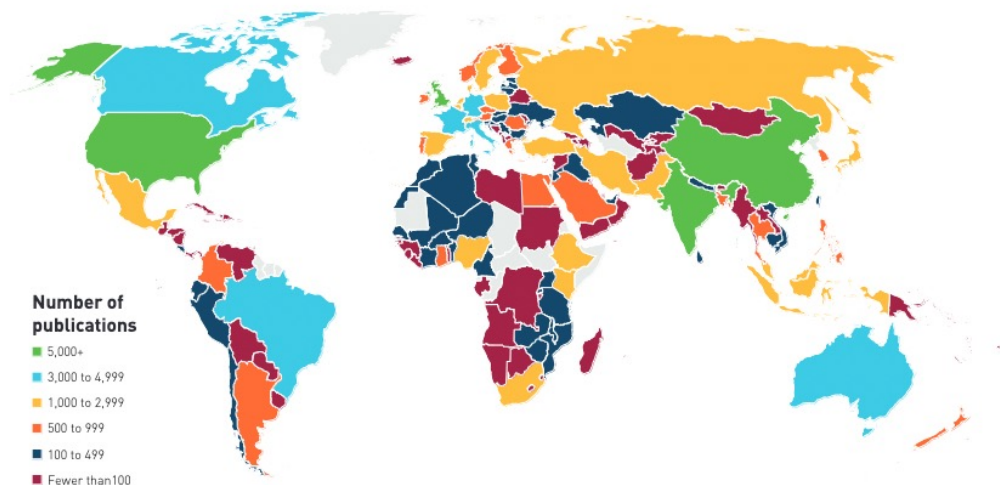 Number of
publications
5,000+
3,000 to 4,999
1,000 to 2,999
500 to 999
100 to 499
Fewer than100